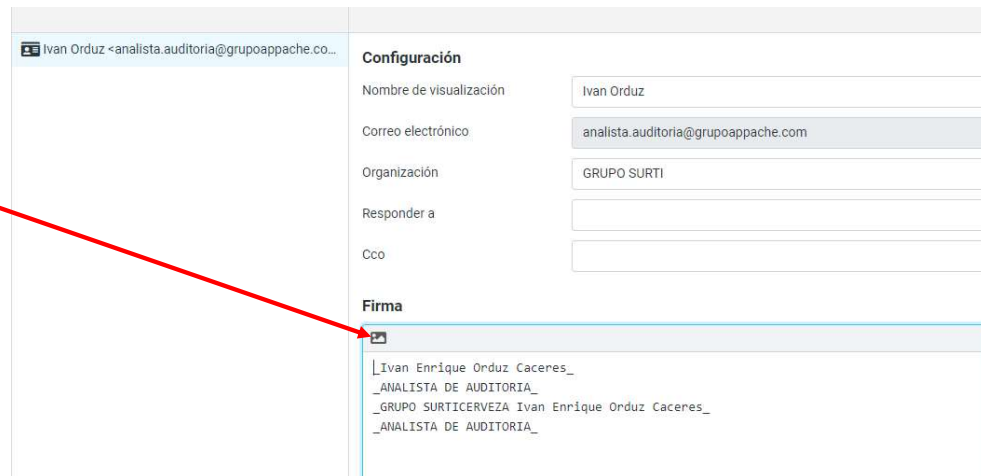 Ivan Orduz <analista.auditoria@grupoappache.co...
Configuración
Nombre de visualización
Ivan Orduz
Correo electrónico
analista.auditoria@grupoappache.com
Organización
GRUPO SURTI
Responder a
Cco
Firma
_Ivan Enrique Orduz Caceres_
_ANALISTA DE AUDITORIA_
_GRUPO SURTICERVEZA Ivan Enrique Orduz Caceres_
_ANALISTA DE AUDITORIA_